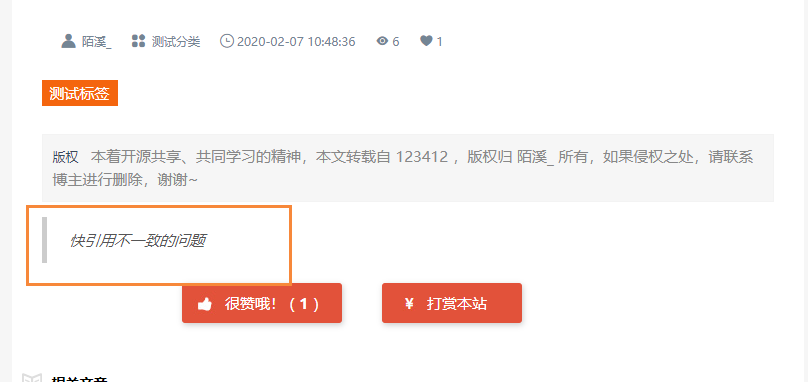 陌溪_ 测试分类 2020-02-07 10:48:36 6 1
测试标签
版权 本着开源共享、共同学习的精神，本文转载自 123412 ，版权归 陌溪_ 所有，如果侵权之处，请联系
博主进行删除，谢谢~
快引用不一致的问题
很赞哦！（1） ¥ 打赏本站
相关文章